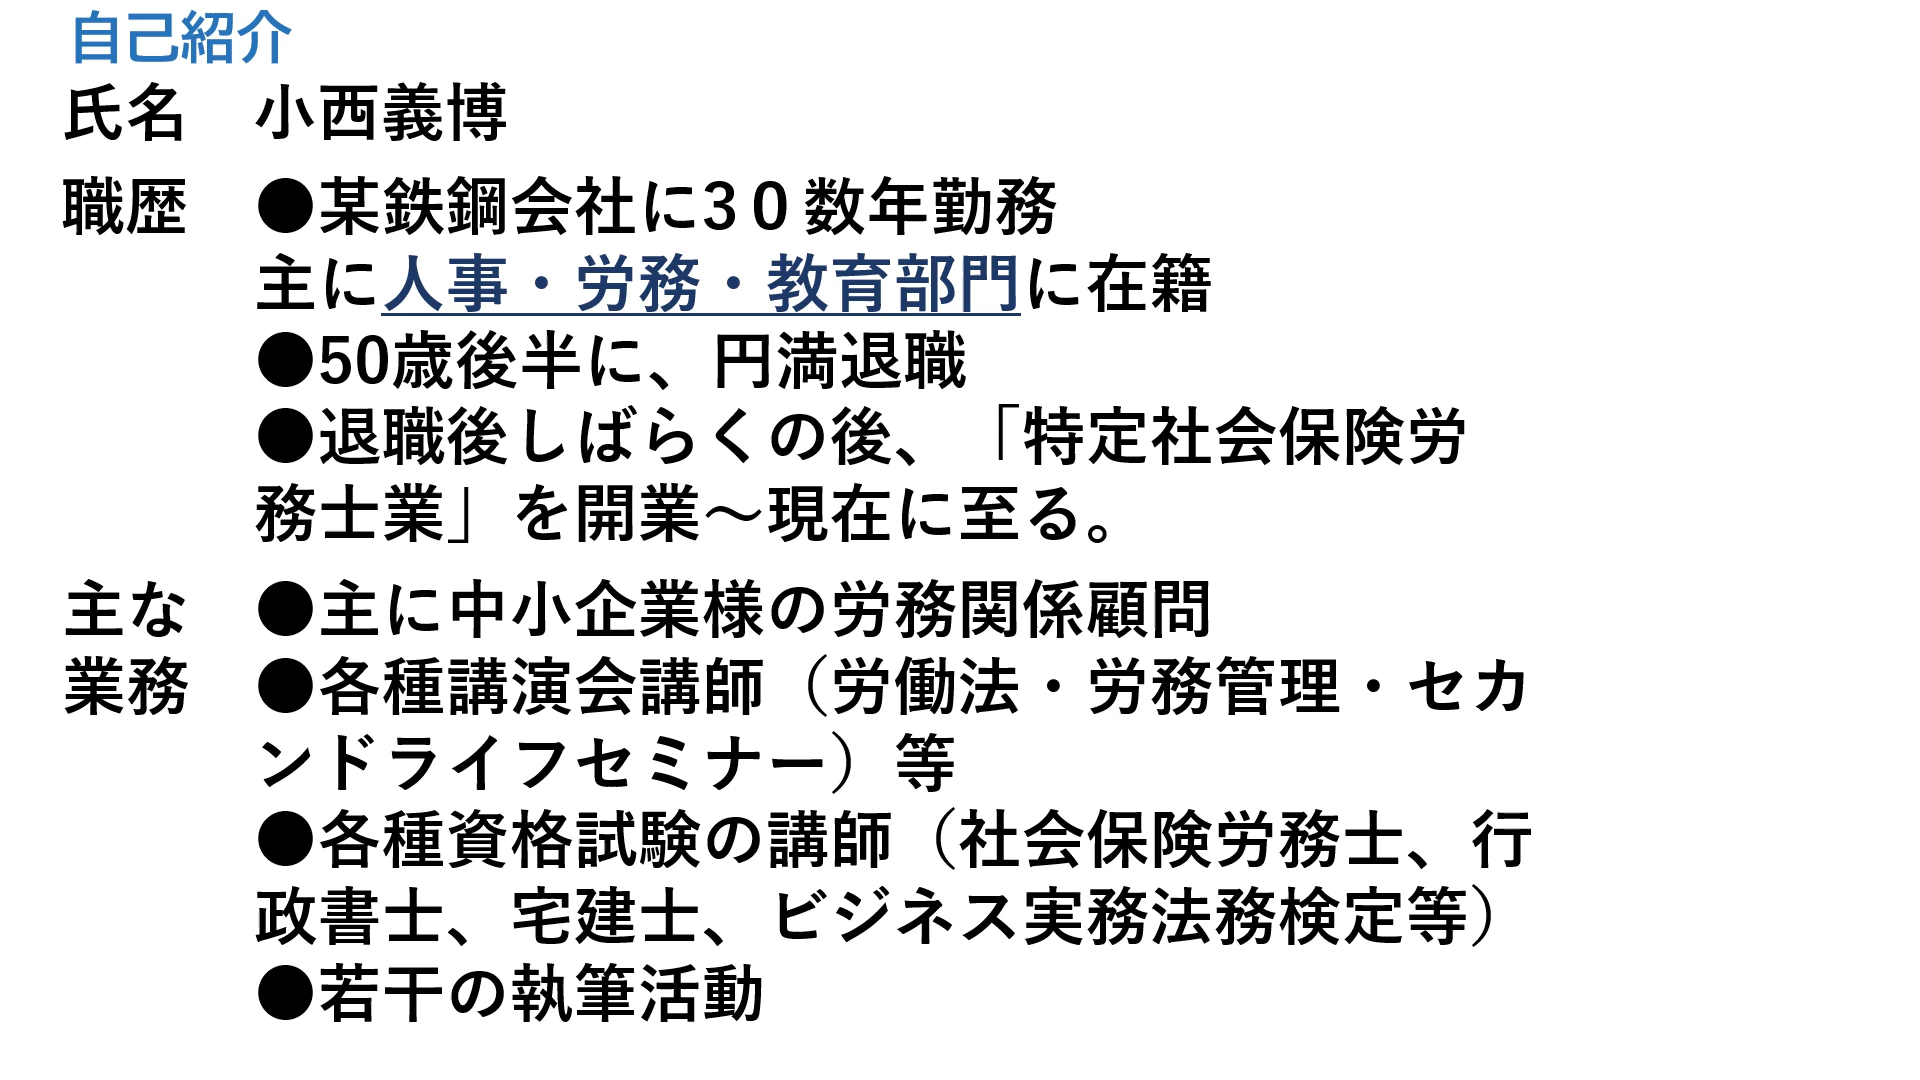 自己紹介
氏名　小西義博
職歴　●某鉄鋼会社に3０数年勤務
主に人事・労務・教育部門に在籍
●50歳後半に、円満退職
●退職後しばらくの後、「特定社会保険労
務士業」を開業～現在に至る。
主な　●主に中小企業様の労務関係顧問
業務　●各種講演会講師（労働法・労務管理・セカ
ンドライフセミナー）等
●各種資格試験の講師（社会保険労務士、行
政書士、宅建士、ビジネス実務法務検定等）
●若干の執筆活動